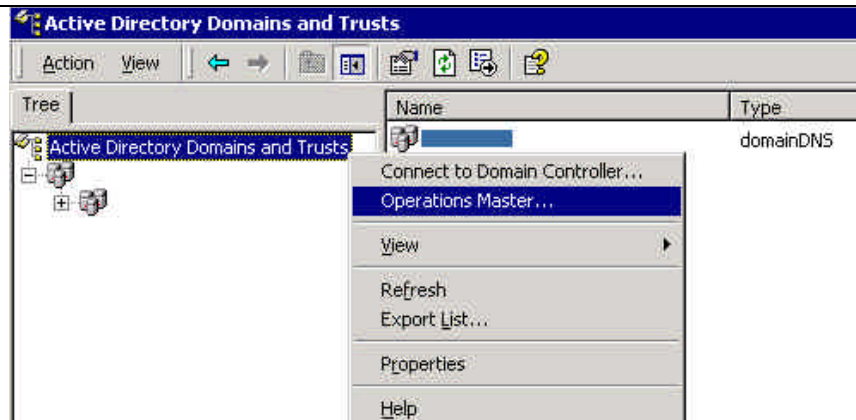 Active Directory Domains and Trusts
Action View
Tree
Name Type
Active Directory Domains and Trusts
domainDNS
Connect to Domain Controller...
Operations Master...
View
Refresh
Export List...
Properties
Help